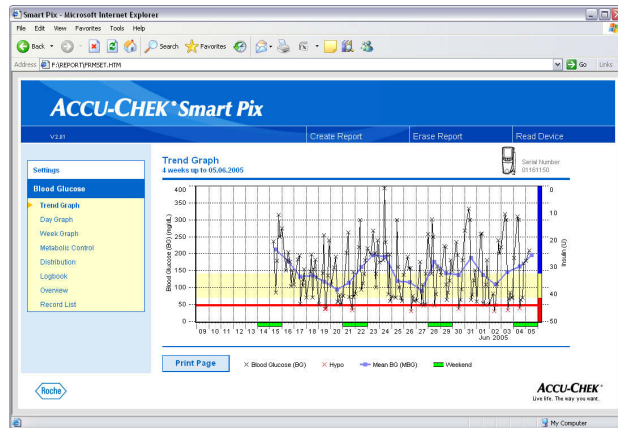 Smart Pix - Microsoft Internet Explorer
File Edit View Favorites Tools Help
Back Search Favorites
Address F:\REPORT\FRMSET.HTM Go Links
ACCU-CHEK Smart Pix
V 2.01 Create Report Erase Report Read Device
Trend Graph
4 weeks up to 05.06.2005
Serial Number
01161150
Settings
Blood Glucose
Trend Graph
Day Graph
Week Graph
Metabolic Control
Distribution
Logbook
Overview
Record List
Blood Glucose (BG) (mg/dL)
400
350
300
250
200
150
100
50
0
0
10
20
30
40
50
Insulin (U)
09 10 11 12 13 14 15 16 17 18 19 20 21 22 23 24 25 26 27 28 29 30 31 01 02 03 04 05
Jun 2005
Print Page × Blood Glucose (BG) × Hypo Mean BG (MBG) Weekend
Roche
ACCU-CHEK
Live life. The way you want.
My Computer